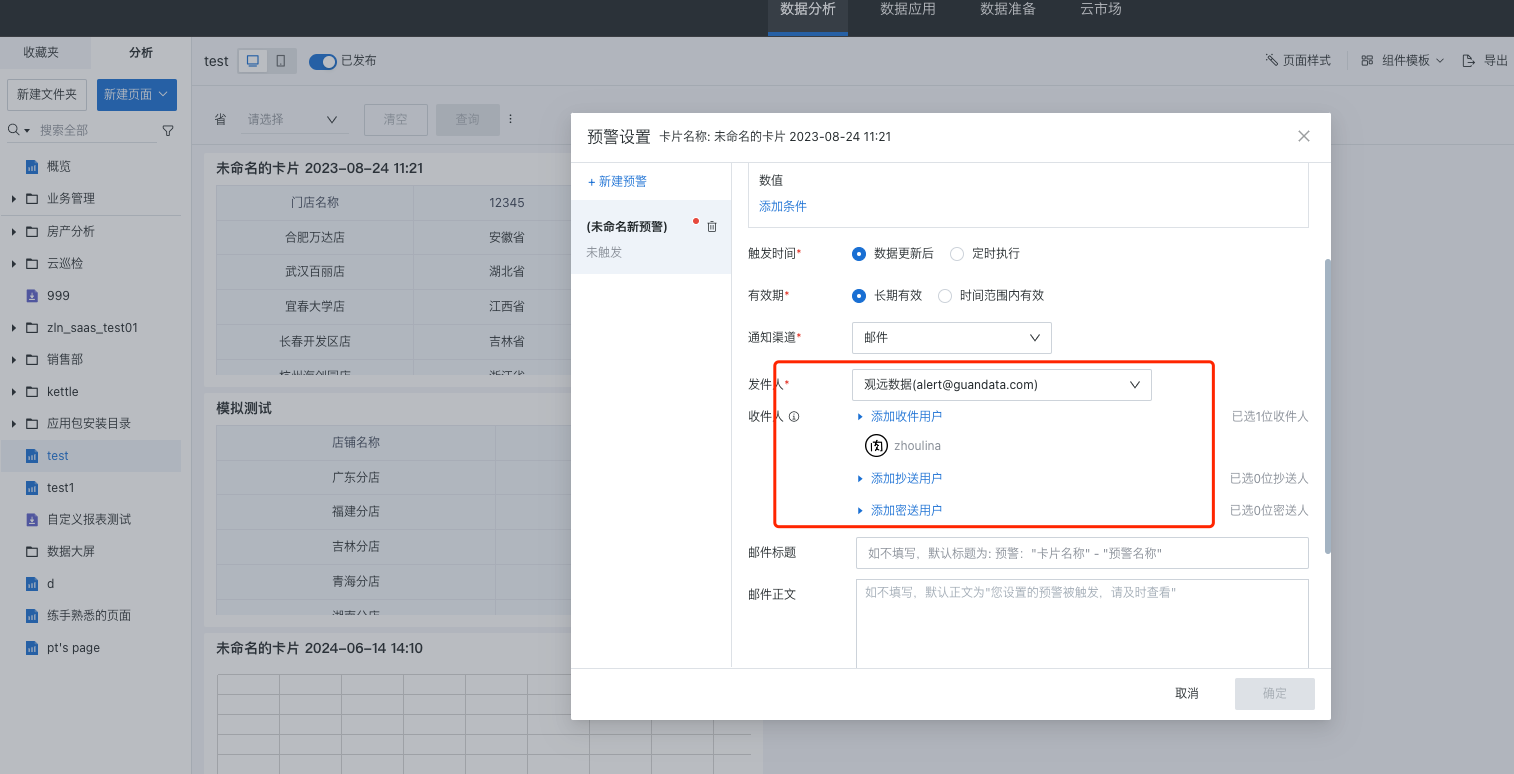 数据分析 数据应用 数据准备 云市场
收藏夹 分析
新建文件夹 新建页面
搜索全部
概览
业务管理
房产分析
云巡检
999
zln_saas_test01
销售部
kettle
应用包安装目录
test
test1
自定义报表测试
数据大屏
d
练手熟悉的页面
pt's page
test 已发布 页面样式 组件模板 导出
省 请选择 清空 查询
未命名的卡片 2023-08-24 11:21
门店名称 12345
合肥万达店 安徽省
武汉百丽店 湖北省
宜春大学店 江西省
长春开发区店 吉林省
杭州海创园店 浙江省
模拟测试
店铺名称
广东分店
福建分店
吉林分店
青海分店
湖南分店
未命名的卡片 2024-06-14 14:10
预警设置 卡片名称: 未命名的卡片 2023-08-24 11:21
+ 新建预警
(未命名新预警)
未触发
数值
添加条件
触发时间* 数据更新后 定时执行
有效期* 长期有效 时间范围内有效
通知渠道* 邮件
发件人* 观远数据(alert@guandata.com)
收件人 添加收件用户 已选1位收件人
zhoulina
添加抄送用户 已选0位抄送人
添加密送用户 已选0位密送人
邮件标题 如不填写，默认标题为: 预警："卡片名称" - "预警名称"
邮件正文 如不填写，默认正文为"您设置的预警被触发，请及时查看"
取消 确定